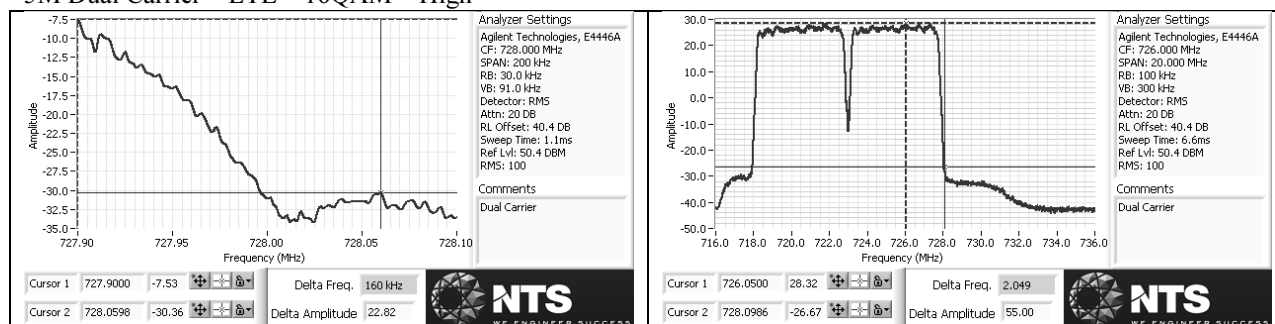 5M Dual Carrier – LTE – 16QAM – High
-7.5
-10.0
-12.5
-15.0
-17.5
-20.0
-22.5
-25.0
-27.5
-30.0
-32.5
-35.0
Amplitude
727.90 727.95 728.00 728.05 728.10
Frequency (MHz)
Analyzer Settings
Agilent Technologies, E4446A
CF: 728.000 MHz
SPAN: 200 kHz
RB: 30.0 kHz
VB: 91.0 kHz
Detector: RMS
Attn: 20 DB
RL Offset: 40.4 DB
Sweep Time: 1.1ms
Ref Lvl: 50.4 DBM
RMS: 100
Comments
Dual Carrier
Cursor 1 727.9000 -7.53
Cursor 2 728.0598 -30.36
Delta Freq. 160 kHz
Delta Amplitude 22.82
NTS
WE ENGINEER SUCCESS
30.0
20.0
10.0
0.0
-10.0
-20.0
-30.0
-40.0
-50.0
Amplitude
716.0 718.0 720.0 722.0 724.0 726.0 728.0 730.0 732.0 734.0 736.0
Frequency (MHz)
Analyzer Settings
Agilent Technologies, E4446A
CF: 726.000 MHz
SPAN: 20.000 MHz
RB: 100 kHz
VB: 300 kHz
Detector: RMS
Attn: 20 DB
RL Offset: 40.4 DB
Sweep Time: 6.6ms
Ref Lvl: 50.4 DBM
RMS: 100
Comments
Dual Carrier
Cursor 1 726.0500 28.32
Cursor 2 728.0986 -26.67
Delta Freq. 2.049
Delta Amplitude 55.00
NTS
WE ENGINEER SUCCESS